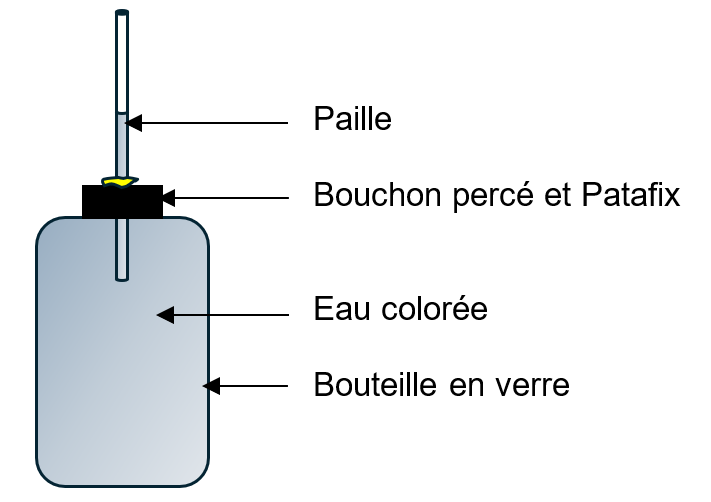 Paille
Bouchon percé et Patafix
Eau colorée
Bouteille en verre